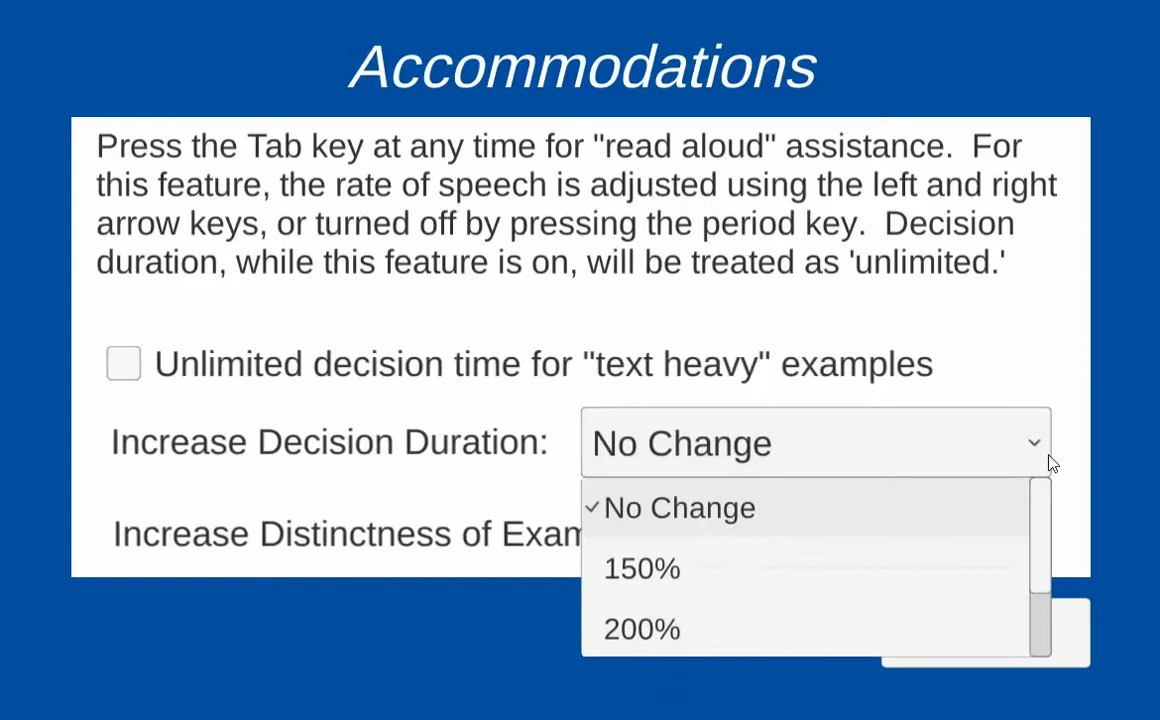 Accommodations
Press the Tab key at any time for "read aloud" assistance.  For
this feature, the rate of speech is adjusted using the left and right
arrow keys, or turned off by pressing the period key.  Decision
duration, while this feature is on, will be treated as 'unlimited.'
Unlimited decision time for "text heavy" examples
Increase Decision Duration:
No Change
No Change
Increase Distinctness of
150%
200%